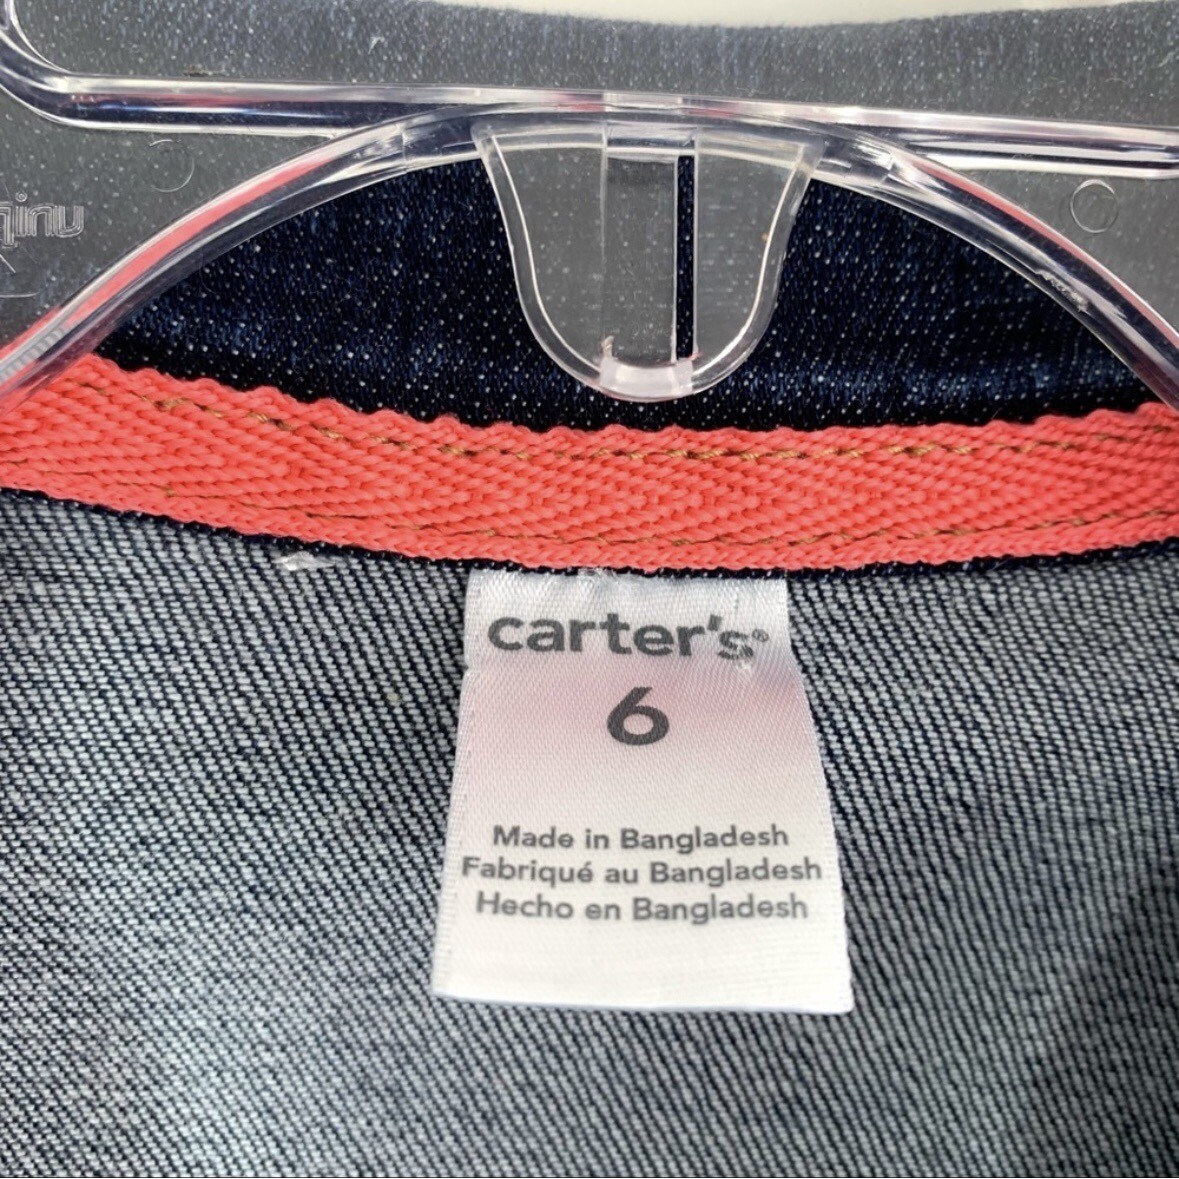 carter's®
6
Made in Bangladesh
Fabriqué au Bangladesh
Hecho en Bangladesh